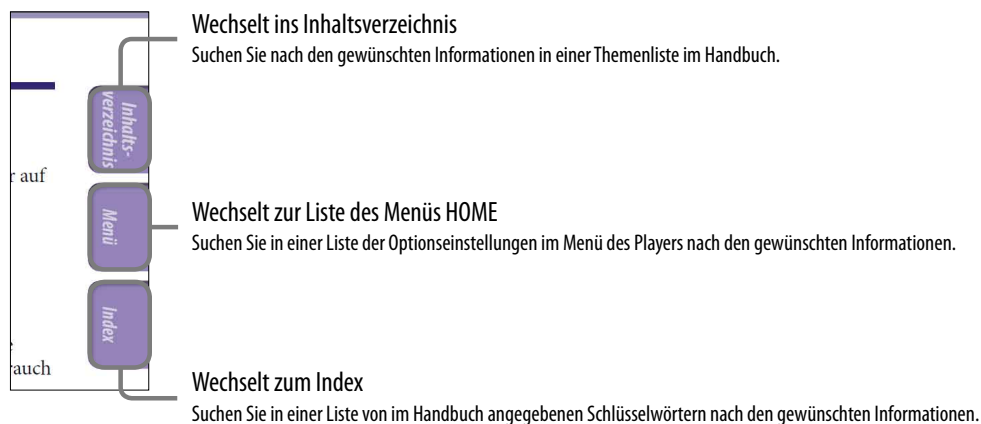 Wechselt ins Inhaltsverzeichnis
Suchen Sie nach den gewünschten Informationen in einer Themenliste im Handbuch.
Inhalts-
verzeichnis
r auf
Wechselt zur Liste des Menüs HOME
Menü
Suchen Sie in einer Liste der Optionseinstellungen im Menü des Players nach den gewünschten Informationen.
Index
auch
Wechselt zum Index
Suchen Sie in einer Liste von im Handbuch angegebenen Schlüsselwörtern nach den gewünschten Informationen.